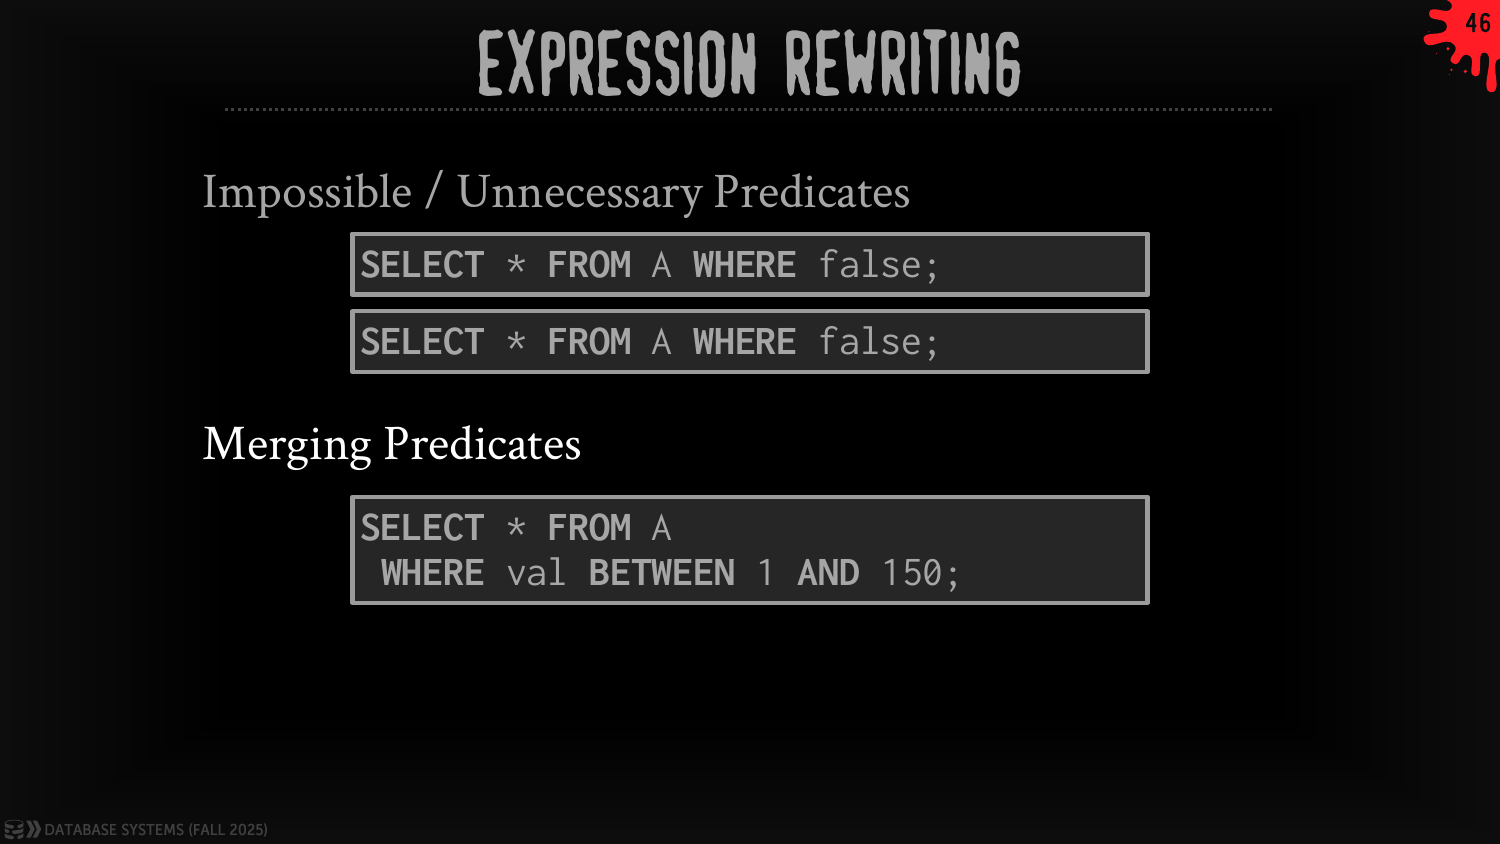 46
EXPRESSION REWRITING
Impossible / Unnecessary Predicates
SELECT * FROM A WHERE false;
SELECT * FROM A WHERE false;
Merging Predicates
SELECT * FROM A
WHERE val BETWEEN 1 AND 150;
DATABASE SYSTEMS (FALL 2025)